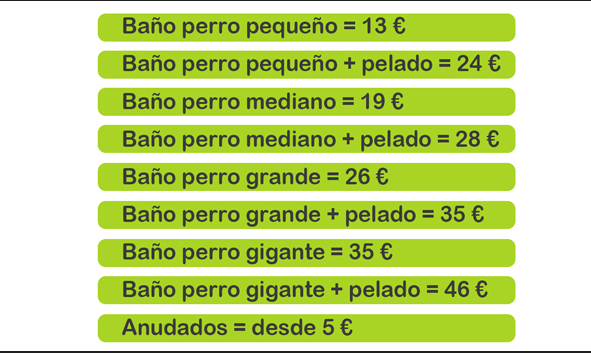 Baño perro pequeño = 13 €
Baño perro pequeño + pelado = 24 €
Baño perro mediano = 19 €
Baño perro mediano + pelado = 28 €
Baño perro grande = 26 €
Baño perro grande + pelado = 35 €
Baño perro gigante = 35 €
Baño perro gigante + pelado = 46 €
Anudados = desde 5 €